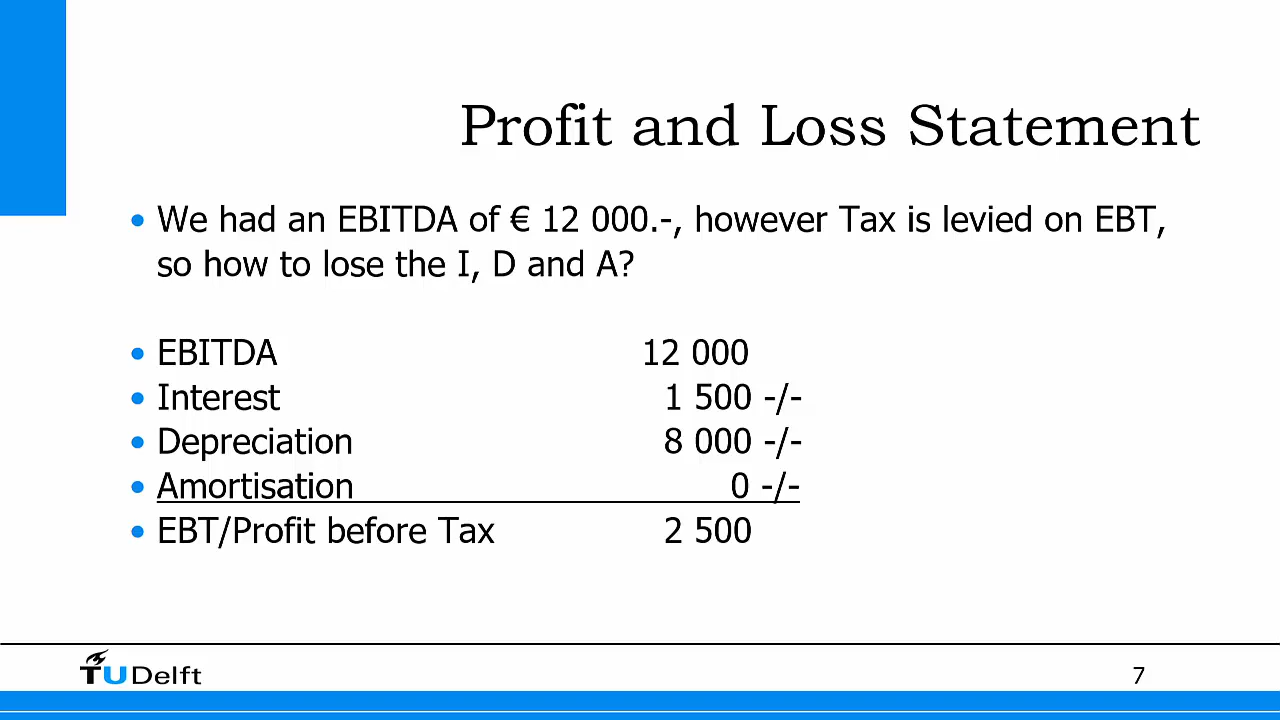 Profit and Loss Statement
• We had an EBITDA of € 12 000.-, however Tax is levied on EBT,
so how to lose the I, D and A?
• EBITDA 12 000
• Interest 1 500 -/-
• Depreciation 8 000 -/-
• Amortisation 0 -/-
• EBT/Profit before Tax 2 500
TU Delft
7